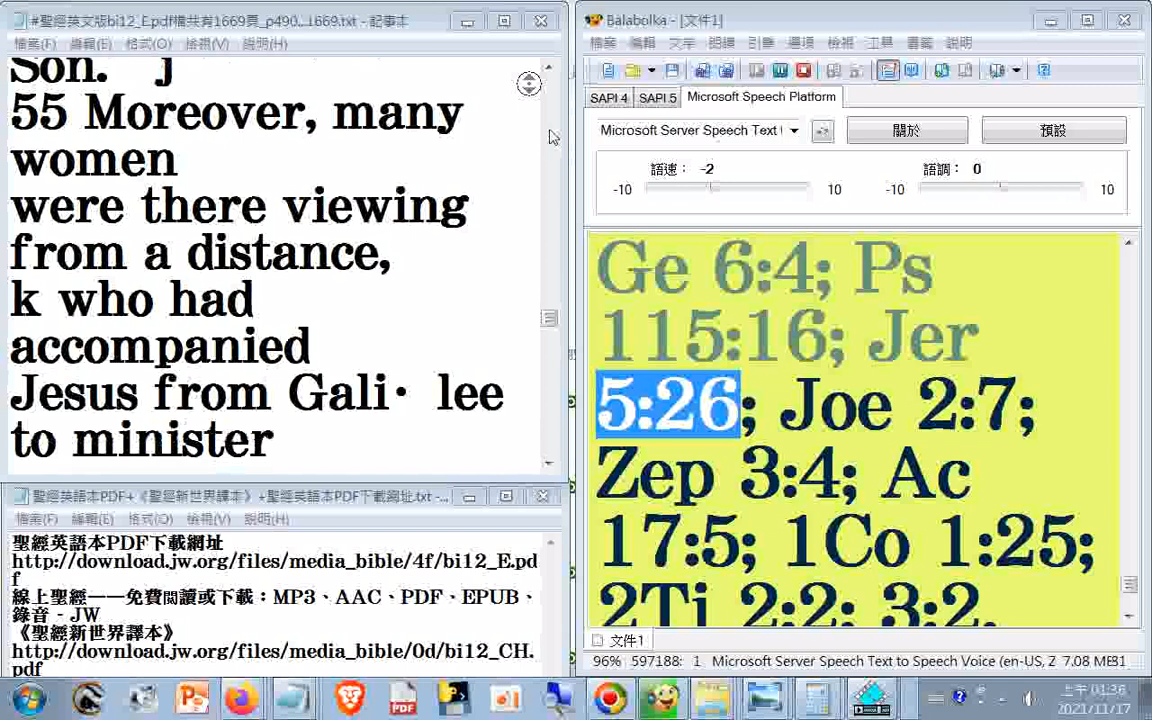 #聖經英文版bi12_E.pdf檔共有1669頁_p490...1669.txt - 記事本
檔案(F) 編輯(E) 格式(O) 檢視(V) 說明(H)
Son. j
55 Moreover, many
women
were there viewing
from a distance,
k who had
accompanied
Jesus from Gali· lee
to minister
聖經英語本PDF+《聖經新世界譯本》+聖經英語本PDF下載網址.txt - ...
檔案(F) 編輯(E) 格式(O) 檢視(V) 說明(H)
聖經英語本PDF下載網址
http://download.jw.org/files/media_bible/4f/bi12_E.pd
f
線上聖經——免費閱讀或下載：MP3、AAC、PDF、EPUB、
錄音 - JW
《聖經新世界譯本》
http://download.jw.org/files/media_bible/0d/bi12_CH.
pdf
Balabolka - [文件1]
檔案 編輯 文字 朗讀 引擎 選項 檢視 工具 書籤 說明
SAPI 4 SAPI 5 Microsoft Speech Platform
Microsoft Server Speech Text 關於 預設
語速： -2 語調： 0
-10 10 -10 10
Ge 6:4; Ps
115:16; Jer
5:26; Joe 2:7;
Zep 3:4; Ac
17:5; 1Co 1:25;
2Ti 2:2; 3:2.
文件1
96% 597188: 1 Microsoft Server Speech Text to Speech Voice (en-US, Z 7.08 MB
上午 01:36
2021/11/17